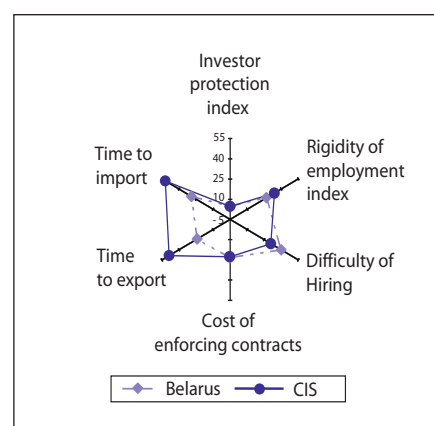 Investor
protection
index
55
40
25
10
- 5
Time to
import
Rigidity of
employment
index
Time
to export
Difficulty of
Hiring
Cost of
enforcing contracts
Belarus
CIS